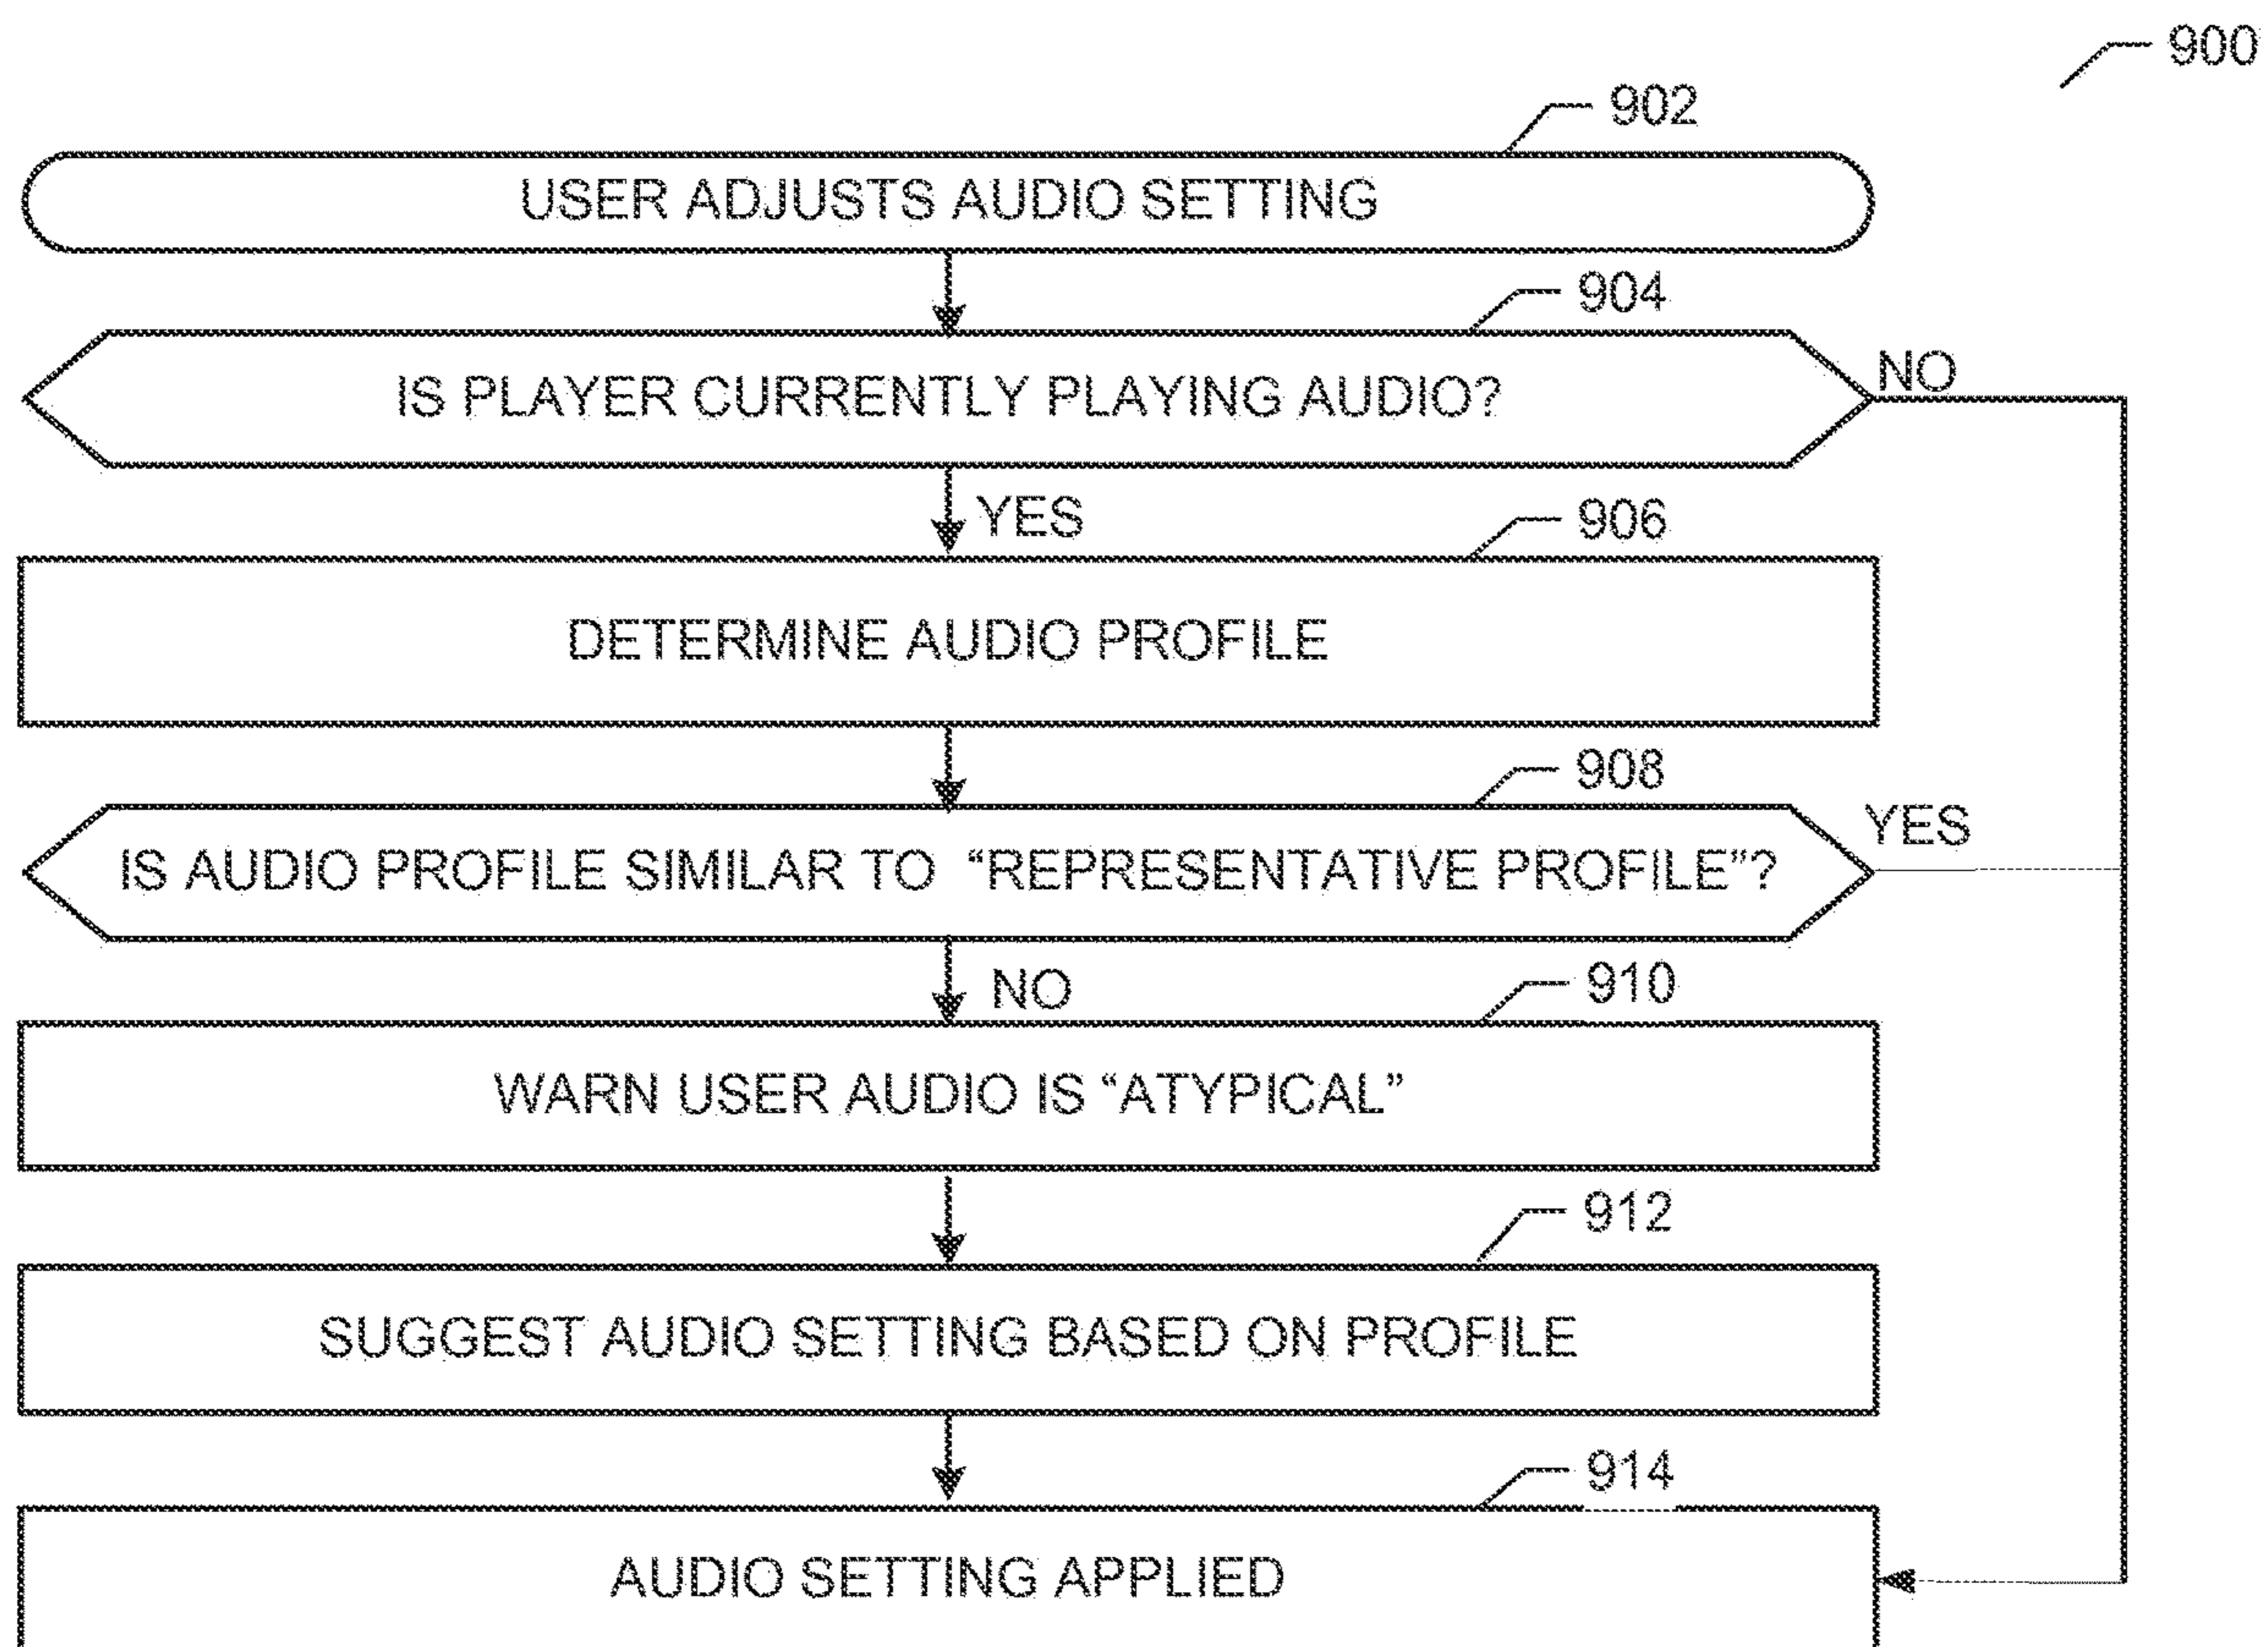 900
902
USER ADJUSTS AUDIO SETTING
904
IS PLAYER CURRENTLY PLAYING AUDIO?
NO
YES
906
DETERMINE AUDIO PROFILE
908
IS AUDIO PROFILE SIMILAR TO “REPRESENTATIVE PROFILE”?
YES
NO
910
WARN USER AUDIO IS “ATYPICAL”
912
SUGGEST AUDIO SETTING BASED ON PROFILE
914
AUDIO SETTING APPLIED